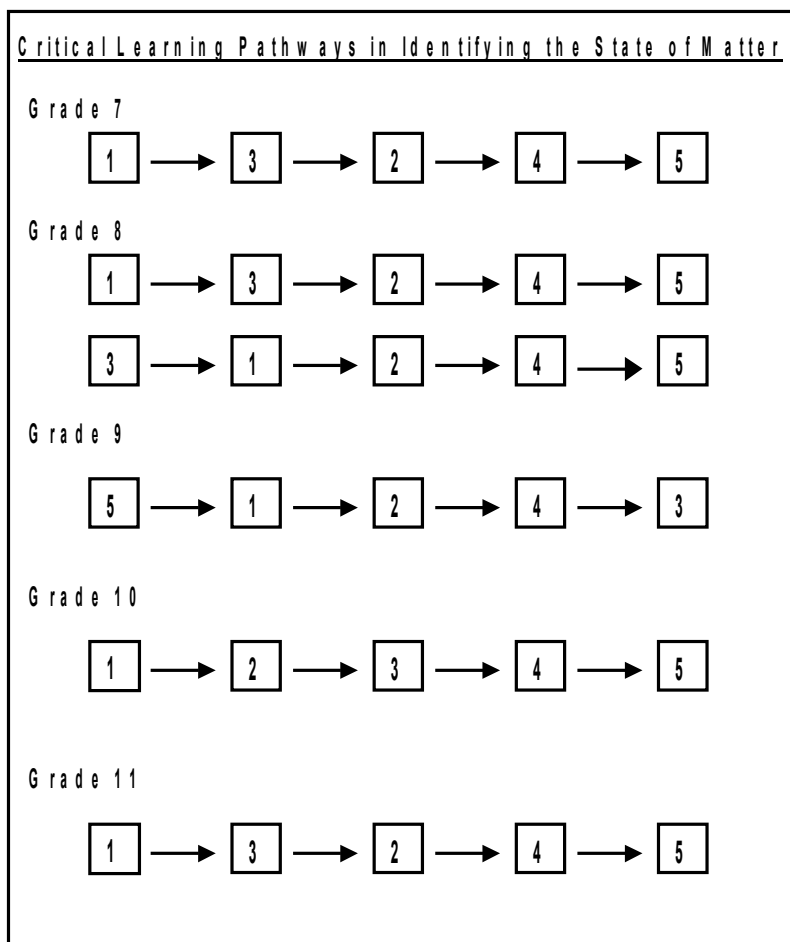 Critical Learning Pathways in Identifying the State of Matter
Grade 7
1 3 2 4 5
Grade 8
1 3 2 4 5
3 1 2 4 5
Grade 9
5 1 2 4 3
Grade 10
1 2 3 4 5
Grade 11
1 3 2 4 5